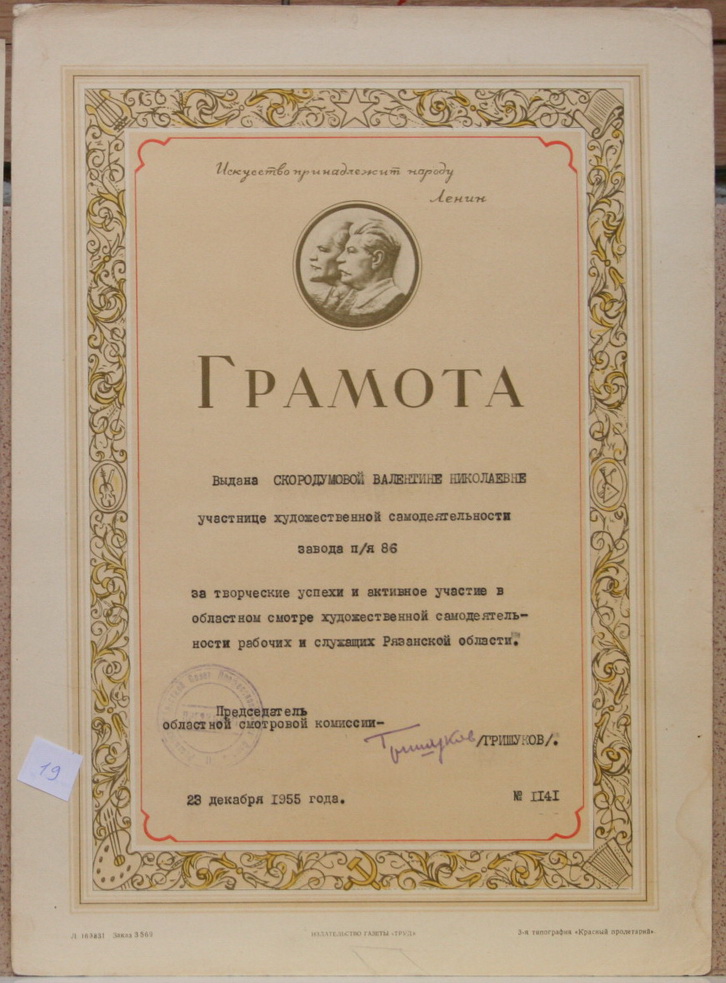 Искусство принадлежит народу
Ленин
ГРАМОТА
Выдана СКОРОДУМОВОЙ ВАЛЕНТИНЕ НИКОЛАЕВНЕ
участнице художественной самодеятельности
завода п/я 86
за творческие успехи и активное участие в
областном смотре художественной самодеятель-
ности рабочих и служащих Рязанской области.
Председатель
областной смотровой комиссии-
Гришуков /ГРИШУКОВ/.
19
23 декабря 1955 года.
№ 1141
Заказ 3569
ИЗДАТЕЛЬСТВО ГАЗЕТЫ «ТРУД»
3-я типография «Красный пролетарий».